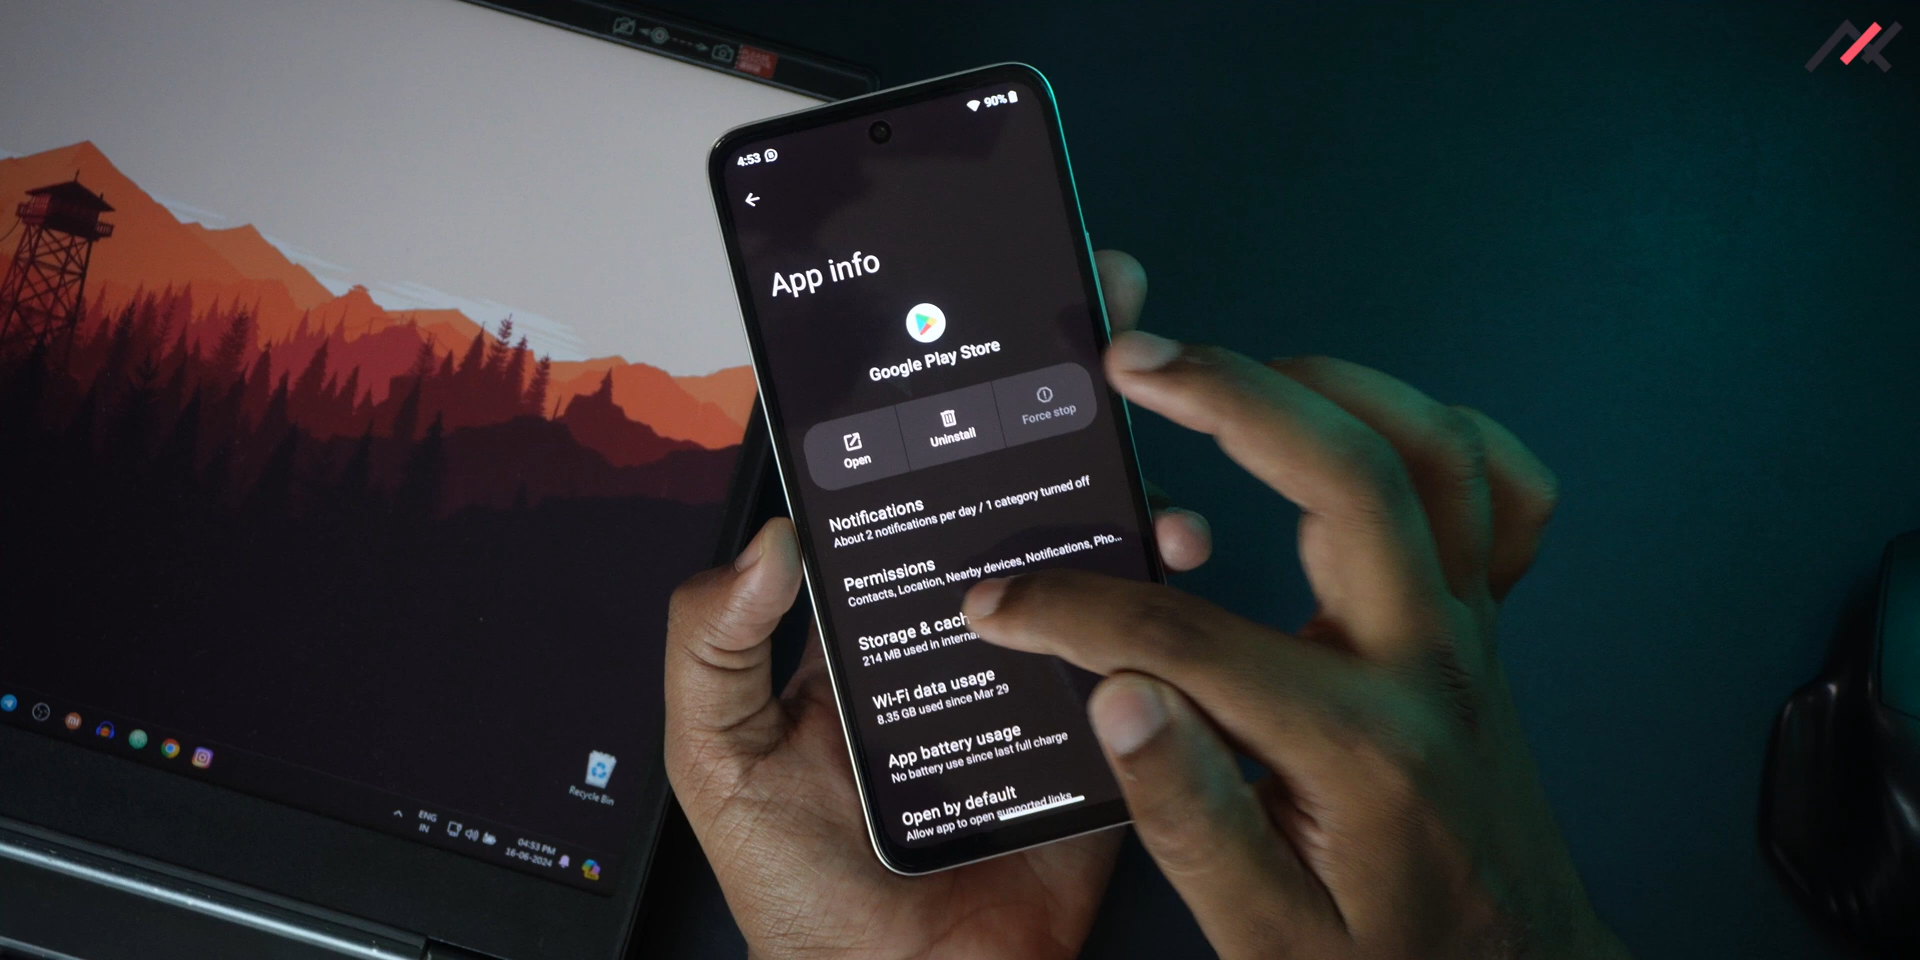 4:53
90%
App info
Google Play Store
Open
Uninstall
Force stop
Notifications
About 2 notifications per day / 1 category turned off
Permissions
Contacts, Location, Nearby devices, Notifications, Pho...
Storage & cach
214 MB used in interna
Wi-Fi data usage
8.35 GB used since Mar 29
App battery usage
No battery use since last full charge
Open by default
Allow app to open supported links
Recycle Bin
ENG
IN
04:53 PM
16-06-2024